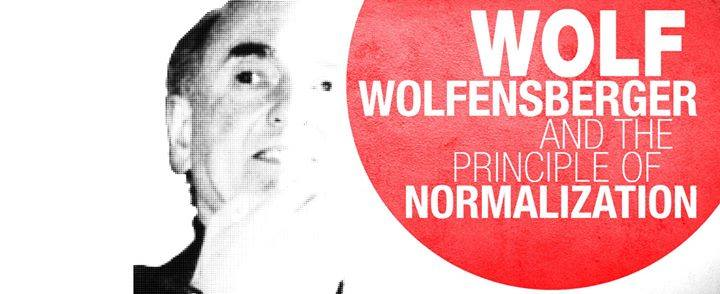 WOLF
WOLFENSBERGER
AND THE
PRINCIPLE OF
NORMALIZATION